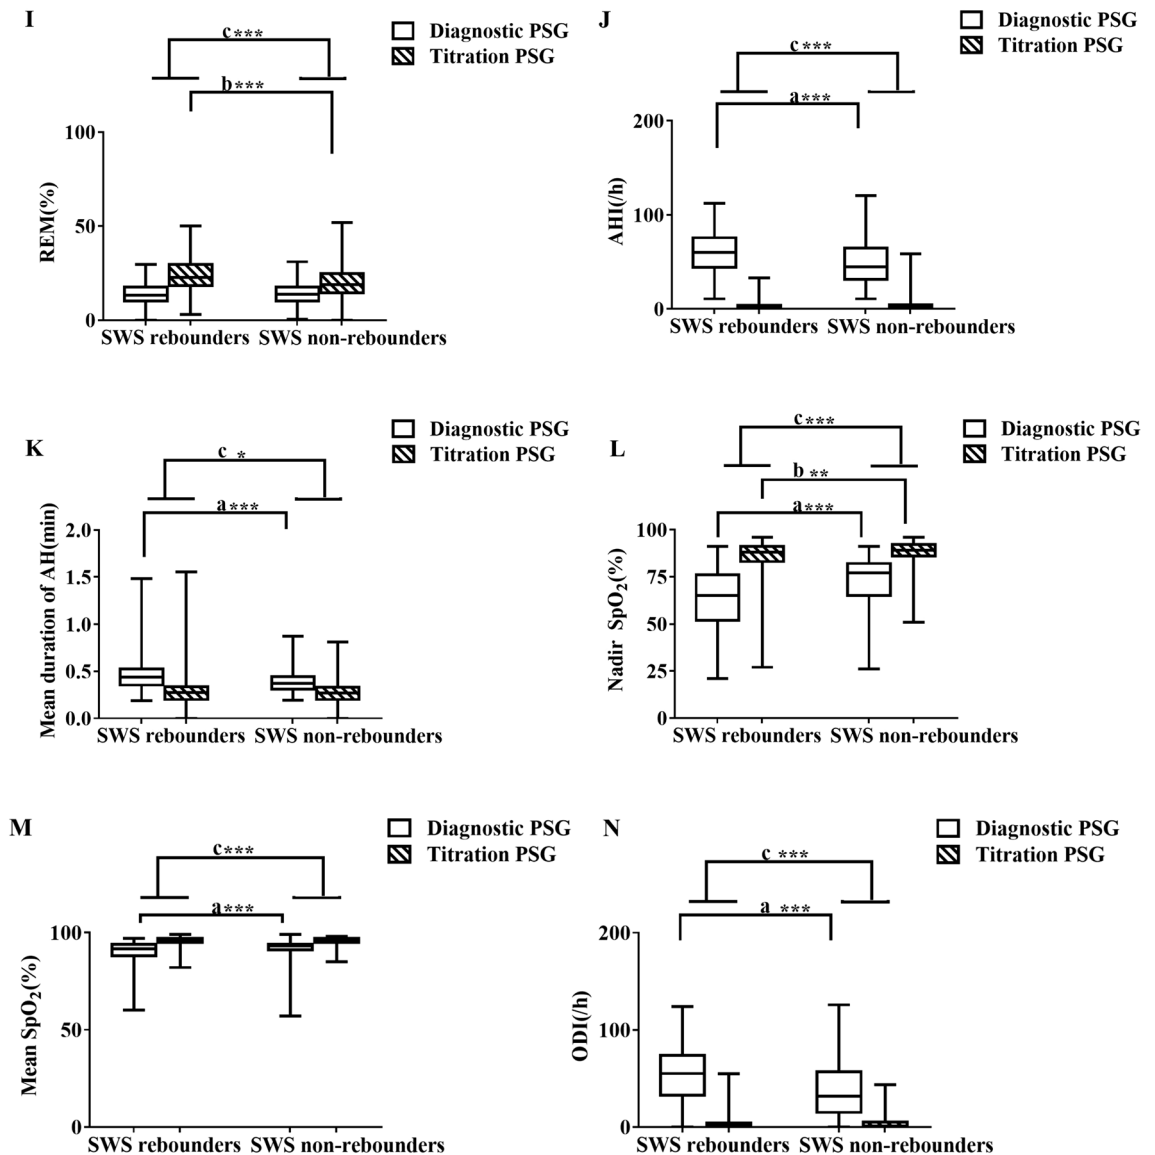 I
c***
Diagnostic PSG
Titration PSG
b***
REM(%)
100
50
0
SWS rebounders SWS non-rebounders
J
c***
Diagnostic PSG
Titration PSG
a***
AHI(/h)
200
100
0
SWS rebounders SWS non-rebounders
K
c *
Diagnostic PSG
Titration PSG
a***
Mean duration of AH(min)
2.0
1.5
1.0
0.5
0.0
SWS rebounders SWS non-rebounders
L
c***
Diagnostic PSG
Titration PSG
b **
a***
Nadir SpO₂(%)
100
75
50
25
0
SWS rebounders SWS non-rebounders
M
c***
Diagnostic PSG
Titration PSG
a***
Mean SpO₂(%)
100
50
0
SWS rebounders SWS non-rebounders
N
c ***
Diagnostic PSG
Titration PSG
a ***
ODI(/h)
200
100
0
SWS rebounders SWS non-rebounders